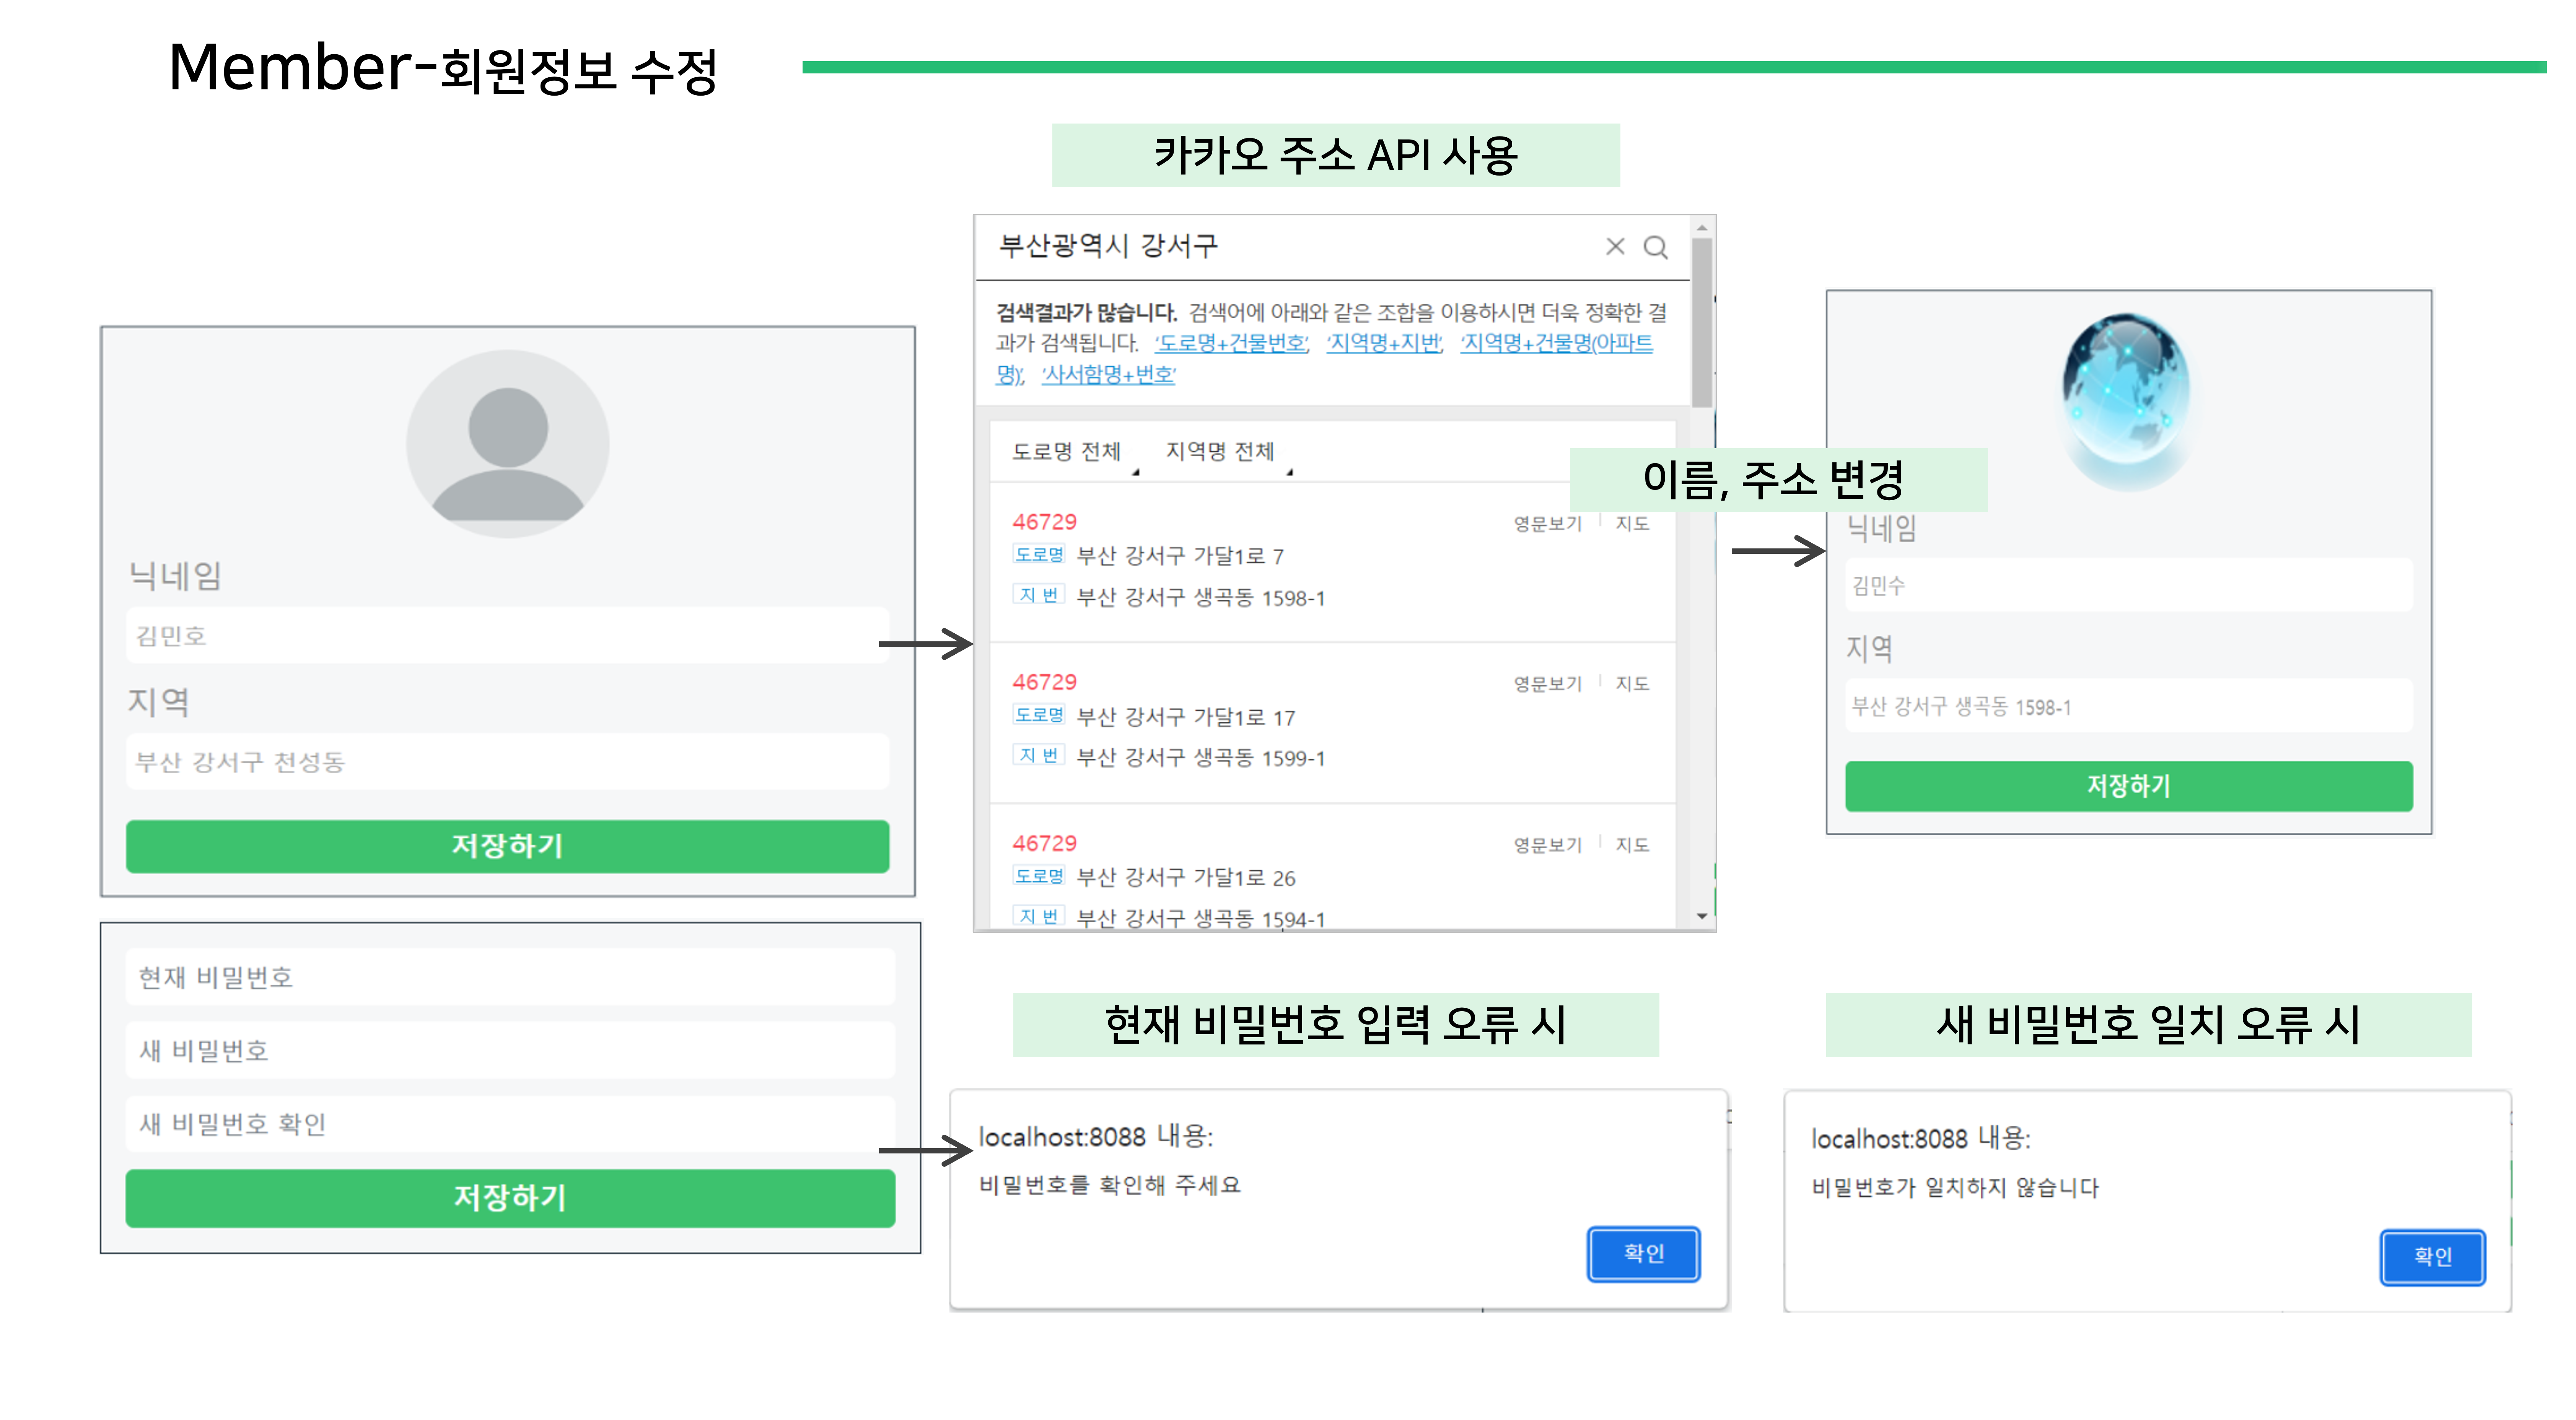 Member-회원정보 수정
카카오 주소 API 사용
닉네임
김민호
지역
부산 강서구 천성동
저장하기
부산광역시 강서구
검색결과가 많습니다. 검색어에 아래와 같은 조합을 이용하시면 더욱 정확한 결
과가 검색됩니다. '도로명+건물번호', '지역명+지번', '지역명+건물명(아파트
명)', '사서함명+번호'
도로명 전체 지역명 전체
46729 영문보기 지도
도로명 부산 강서구 가달1로 7
지번 부산 강서구 생곡동 1598-1
46729 영문보기 지도
도로명 부산 강서구 가달1로 17
지번 부산 강서구 생곡동 1599-1
46729 영문보기 지도
도로명 부산 강서구 가달1로 26
지번 부산 강서구 생곡동 1594-1
이름, 주소 변경
닉네임
김민수
지역
부산 강서구 생곡동 1598-1
저장하기
현재 비밀번호
새 비밀번호
새 비밀번호 확인
저장하기
현재 비밀번호 입력 오류 시
localhost:8088 내용:
비밀번호를 확인해 주세요
확인
새 비밀번호 일치 오류 시
localhost:8088 내용:
비밀번호가 일치하지 않습니다
확인